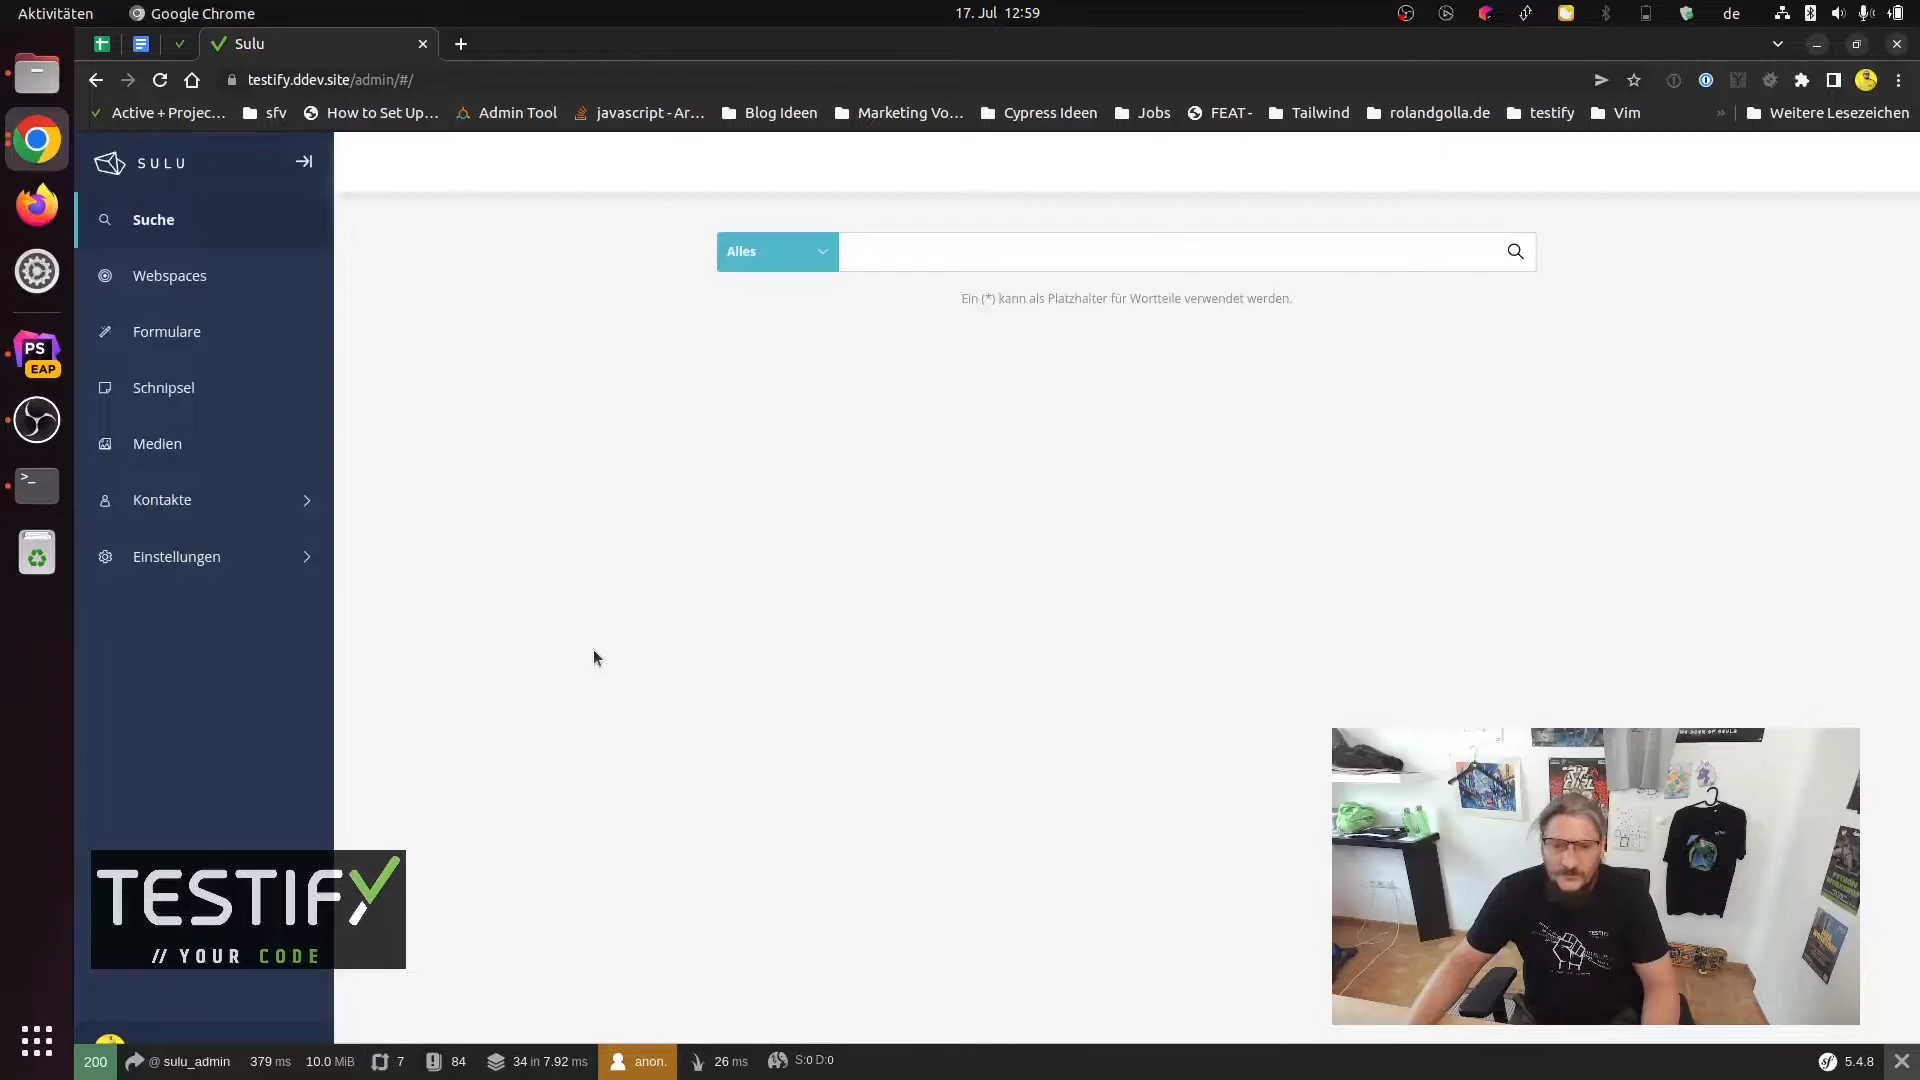 Aktivitäten
Google Chrome
17. Jul 12:59
de
Sulu
testify.ddev.site/admin/#/
Active + Projec...
sfv
How to Set Up...
Admin Tool
javascript - Ar...
Blog Ideen
Marketing Vo...
Cypress Ideen
Jobs
FEAT -
Tailwind
rolandgolla.de
testify
Vim
»
Weitere Lesezeichen
SULU
Suche
Webspaces
Formulare
Schnipsel
Medien
Kontakte
Einstellungen
Alles
Ein (*) kann als Platzhalter für Wortteile verwendet werden.
PS
EAP
TESTIFY
// YOUR CODE
200
@ sulu_admin
379 ms
10.0 MiB
7
84
34 in 7.92 ms
anon.
26 ms
S:0 D:0
sf
5.4.8